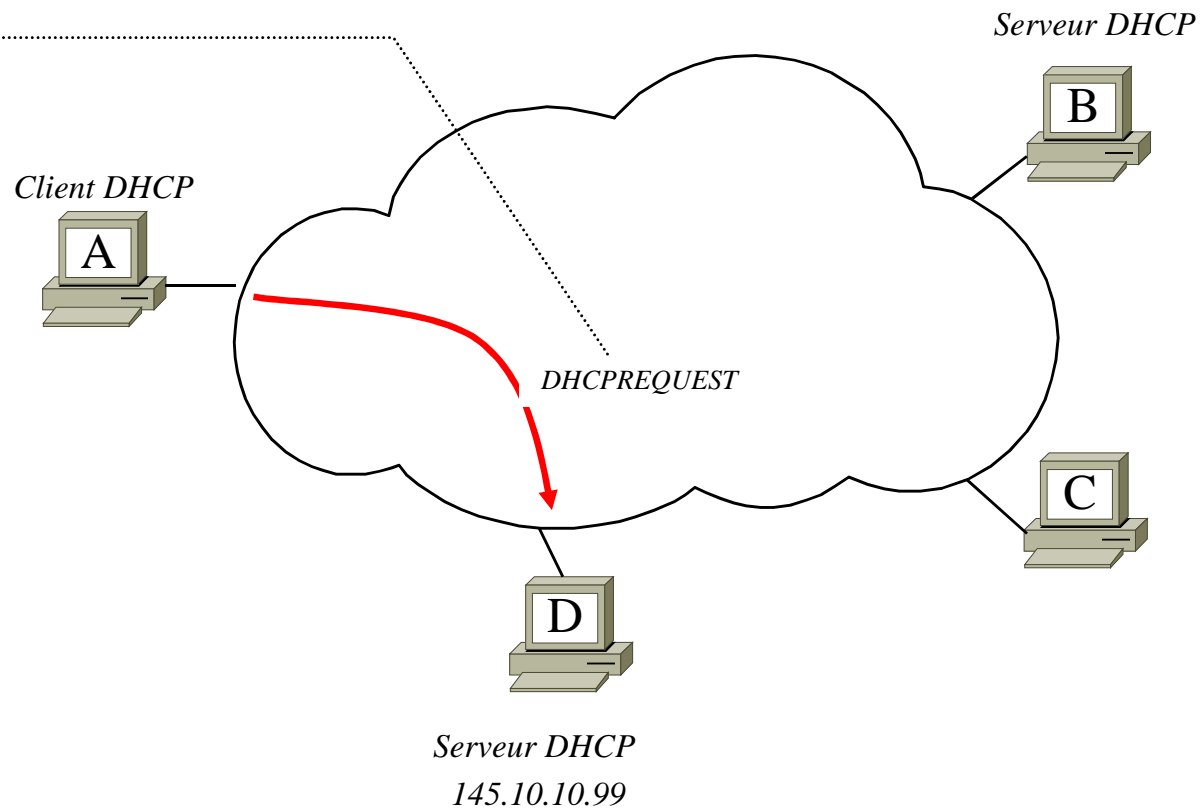 Serveur DHCP
B
Client DHCP
A
DHCPREQUEST
C
D
Serveur DHCP
145.10.10.99